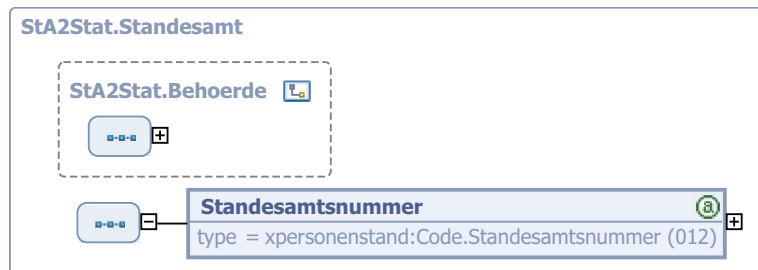 StA2Stat.Standesamt
StA2Stat.Behoerde
Standesamtsnummer
type = xpersonenstand:Code.Standesamtsnummer (012)